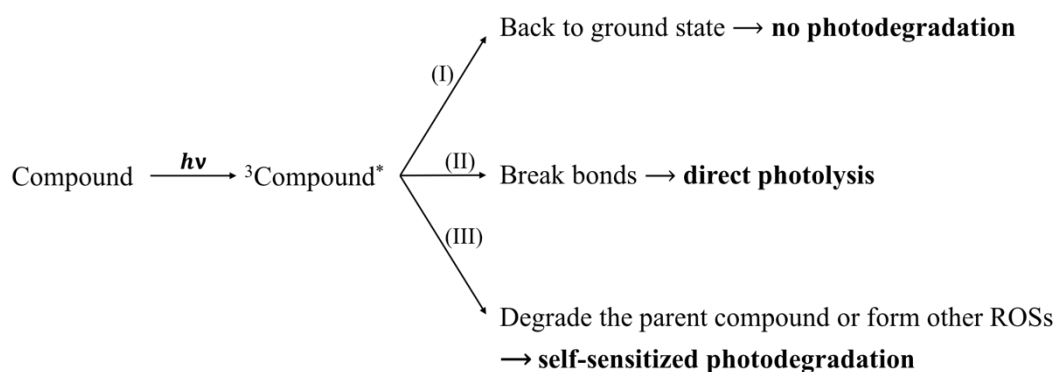 Back to ground state → no photodegradation
(I)
Compound
hν
³Compound*
(II)
Break bonds → direct photolysis
(III)
Degrade the parent compound or form other ROSs
→ self-sensitized photodegradation